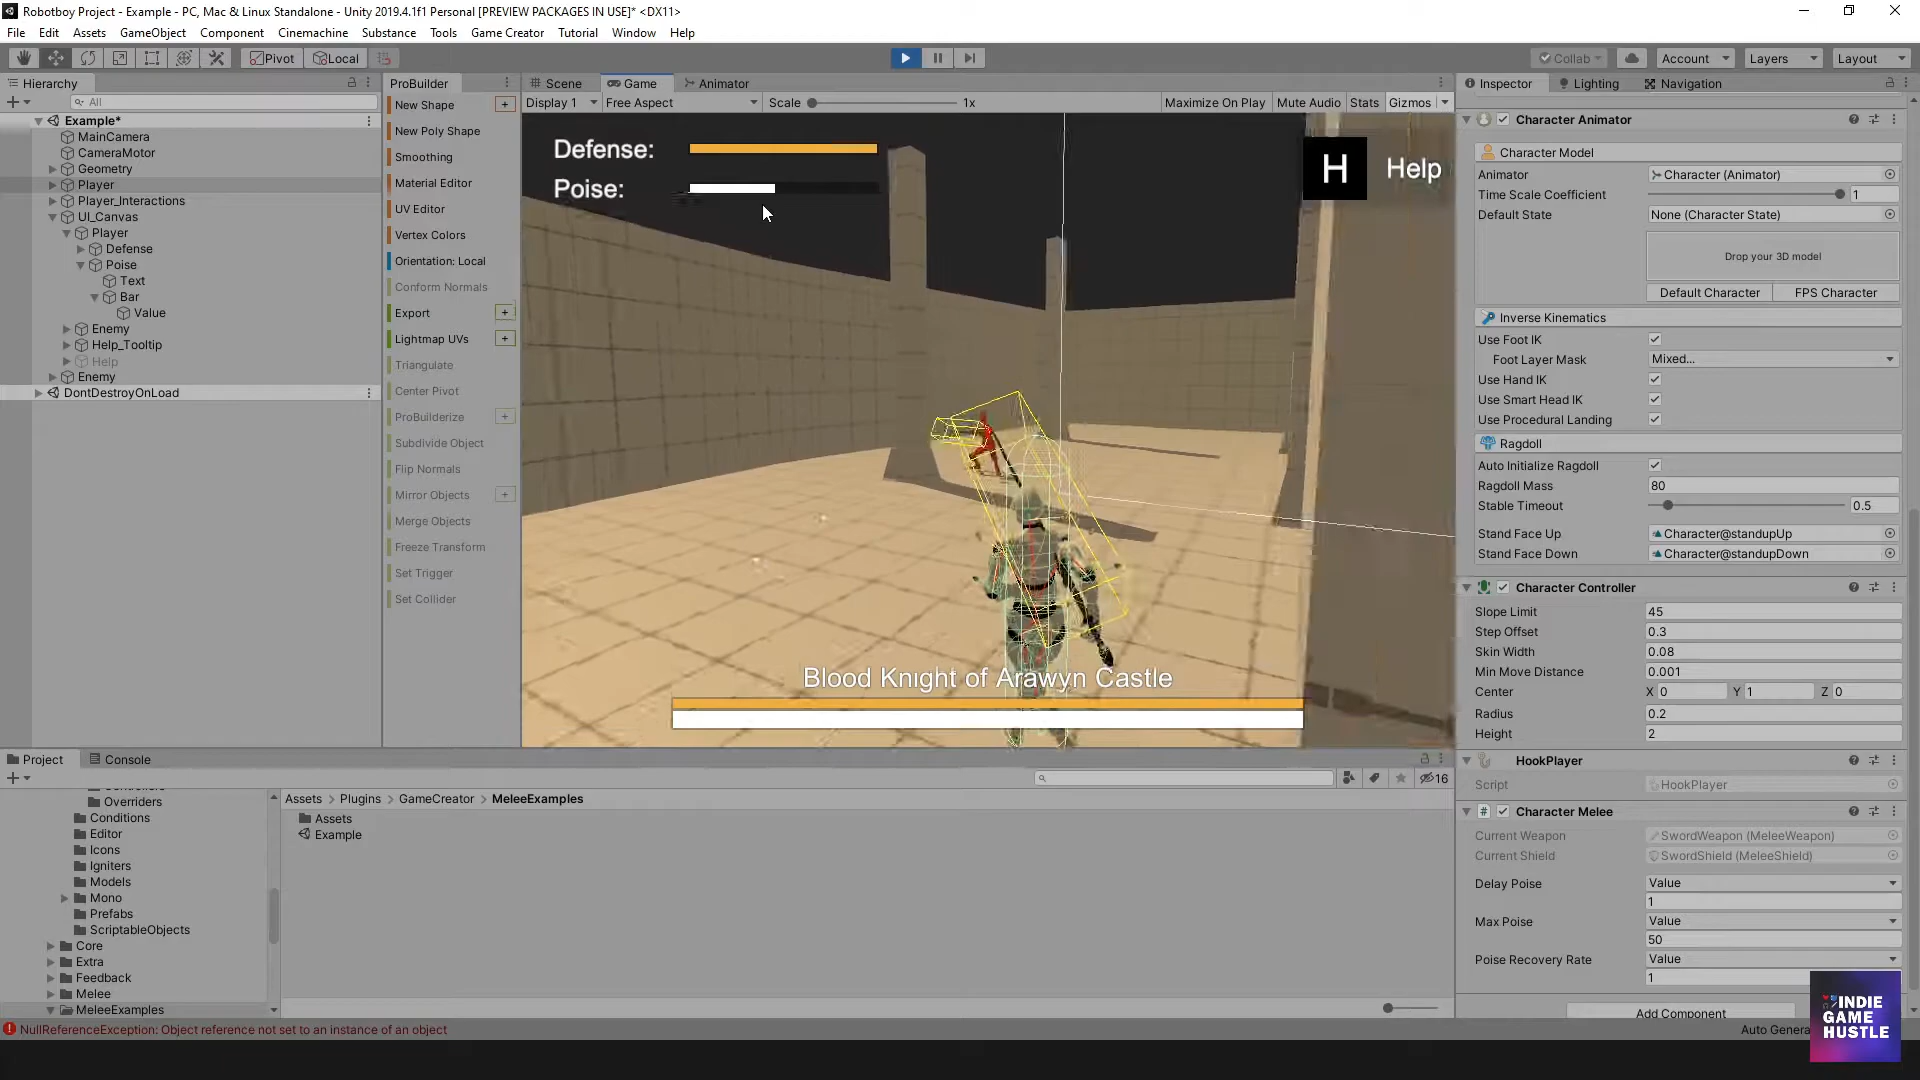 Robotboy Project - Example - PC, Mac & Linux Standalone - Unity 2019.4.1f1 Personal [PREVIEW PACKAGES IN USE]* <DX11>
File Edit Assets GameObject Component Cinemachine Substance Tools Game Creator Tutorial Window Help
Pivot Local Collab Account Layers Layout
Hierarchy
All
Example*
MainCamera
CameraMotor
Geometry
Player
Player_Interactions
UI_Canvas
Player
Defense
Poise
Text
Bar
Value
Enemy
Help_Tooltip
Help
Enemy
DontDestroyOnLoad
ProBuilder
New Shape
New Poly Shape
Smoothing
Material Editor
UV Editor
Vertex Colors
Orientation: Local
Conform Normals
Export
Lightmap UVs
Triangulate
Center Pivot
ProBuilderize
Subdivide Object
Flip Normals
Mirror Objects
Merge Objects
Freeze Transform
Set Trigger
Set Collider
Scene Game Animator
Display 1 Free Aspect Scale 1x Maximize On Play Mute Audio Stats Gizmos
Defense:
Poise:
H Help
Blood Knight of Arawyn Castle
Inspector Lighting Navigation
Character Animator
Character Model
Animator Character (Animator)
Time Scale Coefficient 1
Default State None (Character State)
Drop your 3D model
Default Character FPS Character
Inverse Kinematics
Use Foot IK
Foot Layer Mask Mixed...
Use Hand IK
Use Smart Head IK
Use Procedural Landing
Ragdoll
Auto Initialize Ragdoll
Ragdoll Mass 80
Stable Timeout 0.5
Stand Face Up Character@standupUp
Stand Face Down Character@standupDown
Character Controller
Slope Limit 45
Step Offset 0.3
Skin Width 0.08
Min Move Distance 0.001
Center X 0 Y 1 Z 0
Radius 0.2
Height 2
HookPlayer
Script HookPlayer
Character Melee
Current Weapon SwordWeapon (MeleeWeapon)
Current Shield SwordShield (MeleeShield)
Delay Poise Value
1
Max Poise Value
50
Poise Recovery Rate Value
1
Add Component
Project Console
16
Overriders
Conditions
Editor
Icons
Igniters
Models
Mono
Prefabs
ScriptableObjects
Core
Extra
Feedback
Melee
MeleeExamples
Assets > Plugins > GameCreator > MeleeExamples
Assets
Example
NullReferenceException: Object reference not set to an instance of an object
Auto Genera
INDIE
GAME
HUSTLE